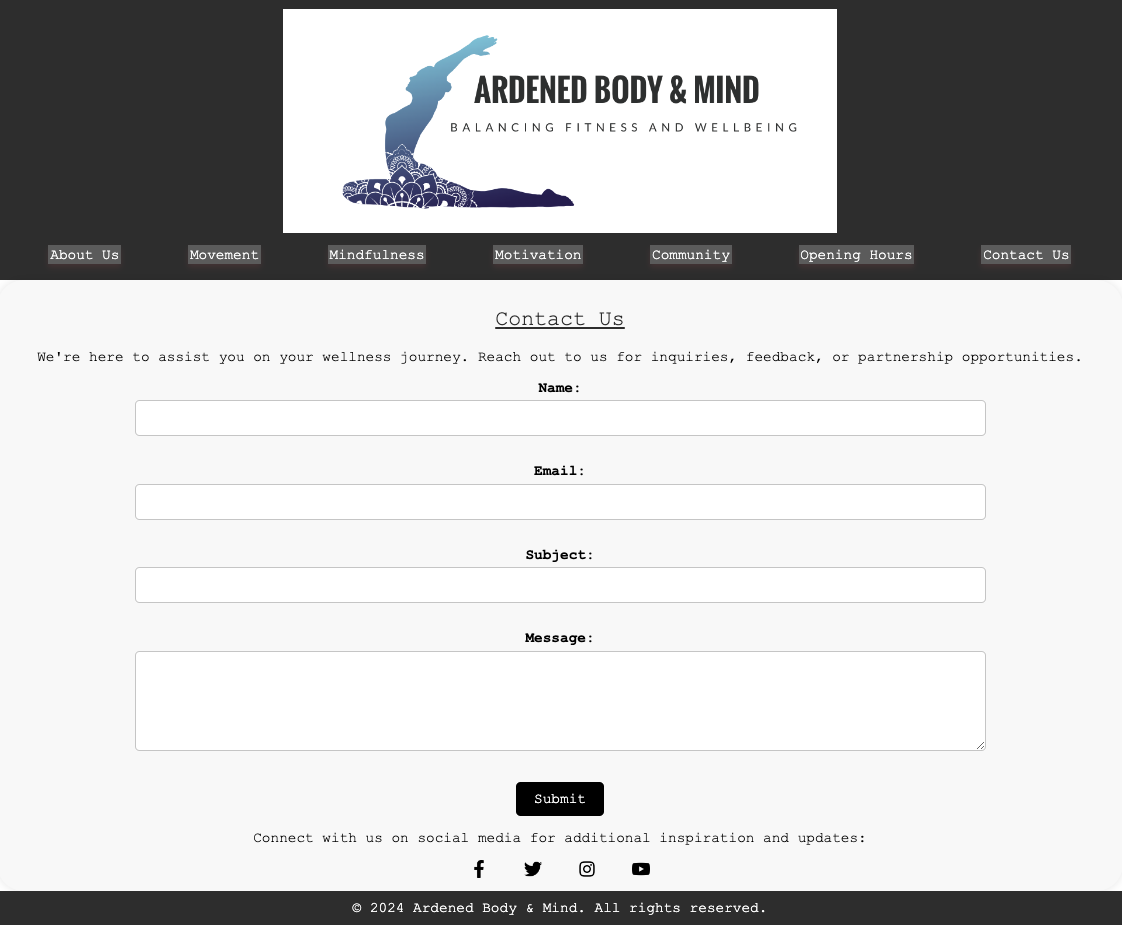 ARDENED BODY & MIND
BALANCING FITNESS AND WELLBEING
About Us Movement Mindfulness Motivation Community Opening Hours Contact Us
Contact Us
We're here to assist you on your wellness journey. Reach out to us for inquiries, feedback, or partnership opportunities.
Name:
Email:
Subject:
Message:
Submit
Connect with us on social media for additional inspiration and updates:
© 2024 Ardened Body & Mind. All rights reserved.